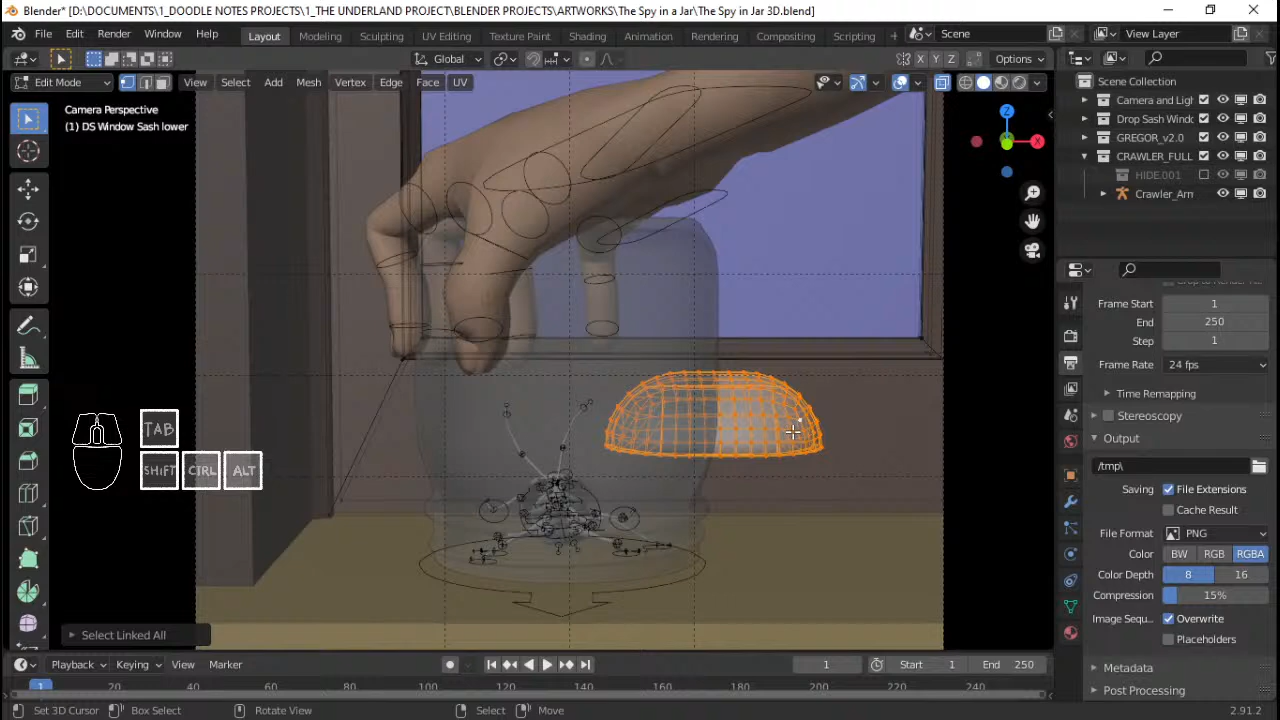 Blender* [D:\DOCUMENTS\1_DOODLE NOTES PROJECTS\1_THE UNDERLAND PROJECT\BLENDER PROJECTS\ARTWORKS\The Spy in a Jar\The Spy in Jar 3D.blend]
File Edit Render Window Help Layout Modeling Sculpting UV Editing Texture Paint Shading Animation Rendering Compositing Scripting + Scene View Layer
Global X Y Z Options
Edit Mode View Select Add Mesh Vertex Edge Face UV
Camera Perspective
(1) DS Window Sash lower
Z
X
TAB
SHIFT CTRL ALT
Select Linked All
Scene Collection
Camera and Ligh
Drop Sash Windo
GREGOR_v2.0
CRAWLER_FULL
HIDE.001
Crawler_Arm
Frame Start 1
End 250
Step 1
Frame Rate 24 fps
Time Remapping
Stereoscopy
Output
/tmp\
Saving File Extensions
Cache Result
File Format PNG
Color BW RGB RGBA
Color Depth 8 16
Compression 15%
Image Sequ... Overwrite
Placeholders
Metadata
Post Processing
Playback Keying View Marker 1 Start 1 End 250
1 20 40 60 80 100 120 140 160 180 200 220 240
Set 3D Cursor Box Select Rotate View Select Move 2.91.2